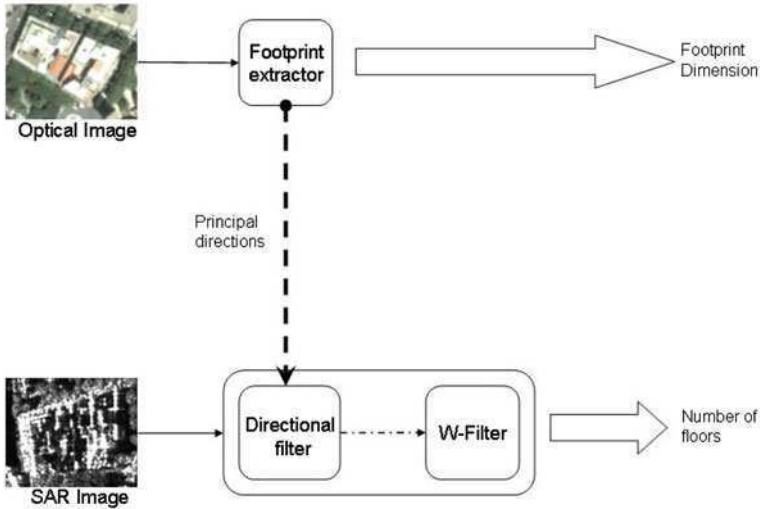 Footprint
extractor
Footprint
Dimension
Optical Image
Principal
directions
Directional
filter
W-Filter
Number of
floors
SAR Image